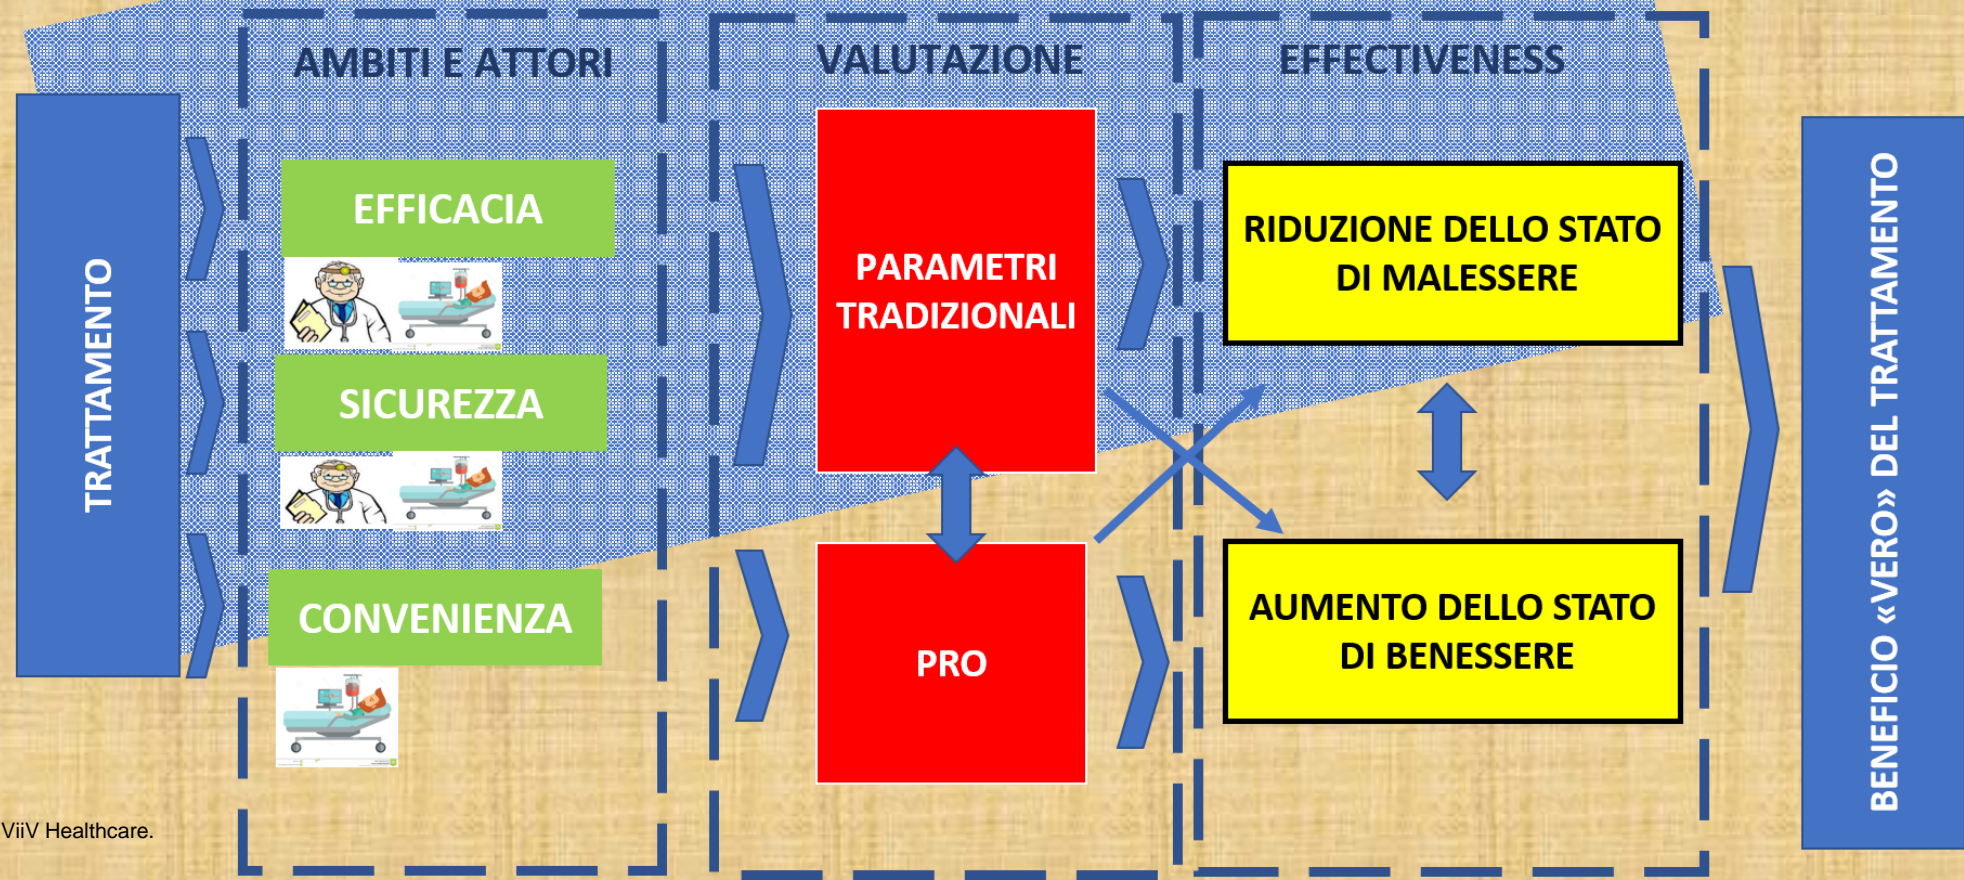 AMBITI E ATTORI
VALUTAZIONE
EFFECTIVENESS
TRATTAMENTO
EFFICACIA
SICUREZZA
CONVENIENZA
PARAMETRI
TRADIZIONALI
PRO
RIDUZIONE DELLO STATO
DI MALESSERE
AUMENTO DELLO STATO
DI BENESSERE
BENEFICIO «VERO» DEL TRATTAMENTO
ViiV Healthcare.